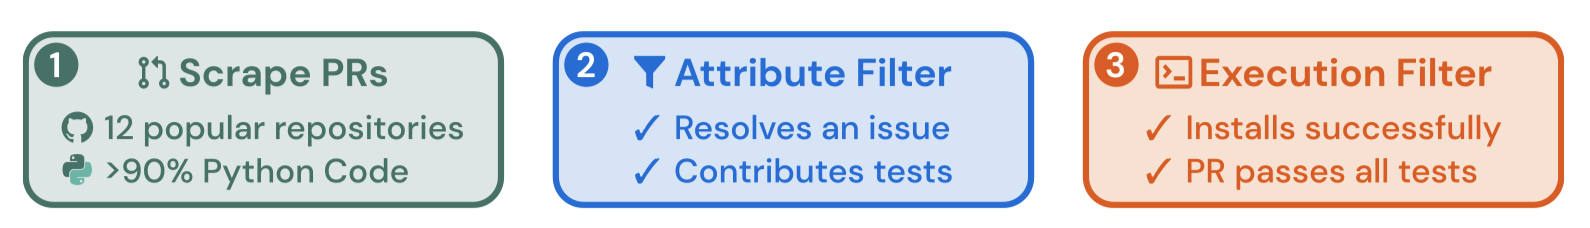 1
Scrape PRs
12 popular repositories
>90% Python Code
2
Attribute Filter
✓ Resolves an issue
✓ Contributes tests
3
Execution Filter
✓ Installs successfully
✓ PR passes all tests